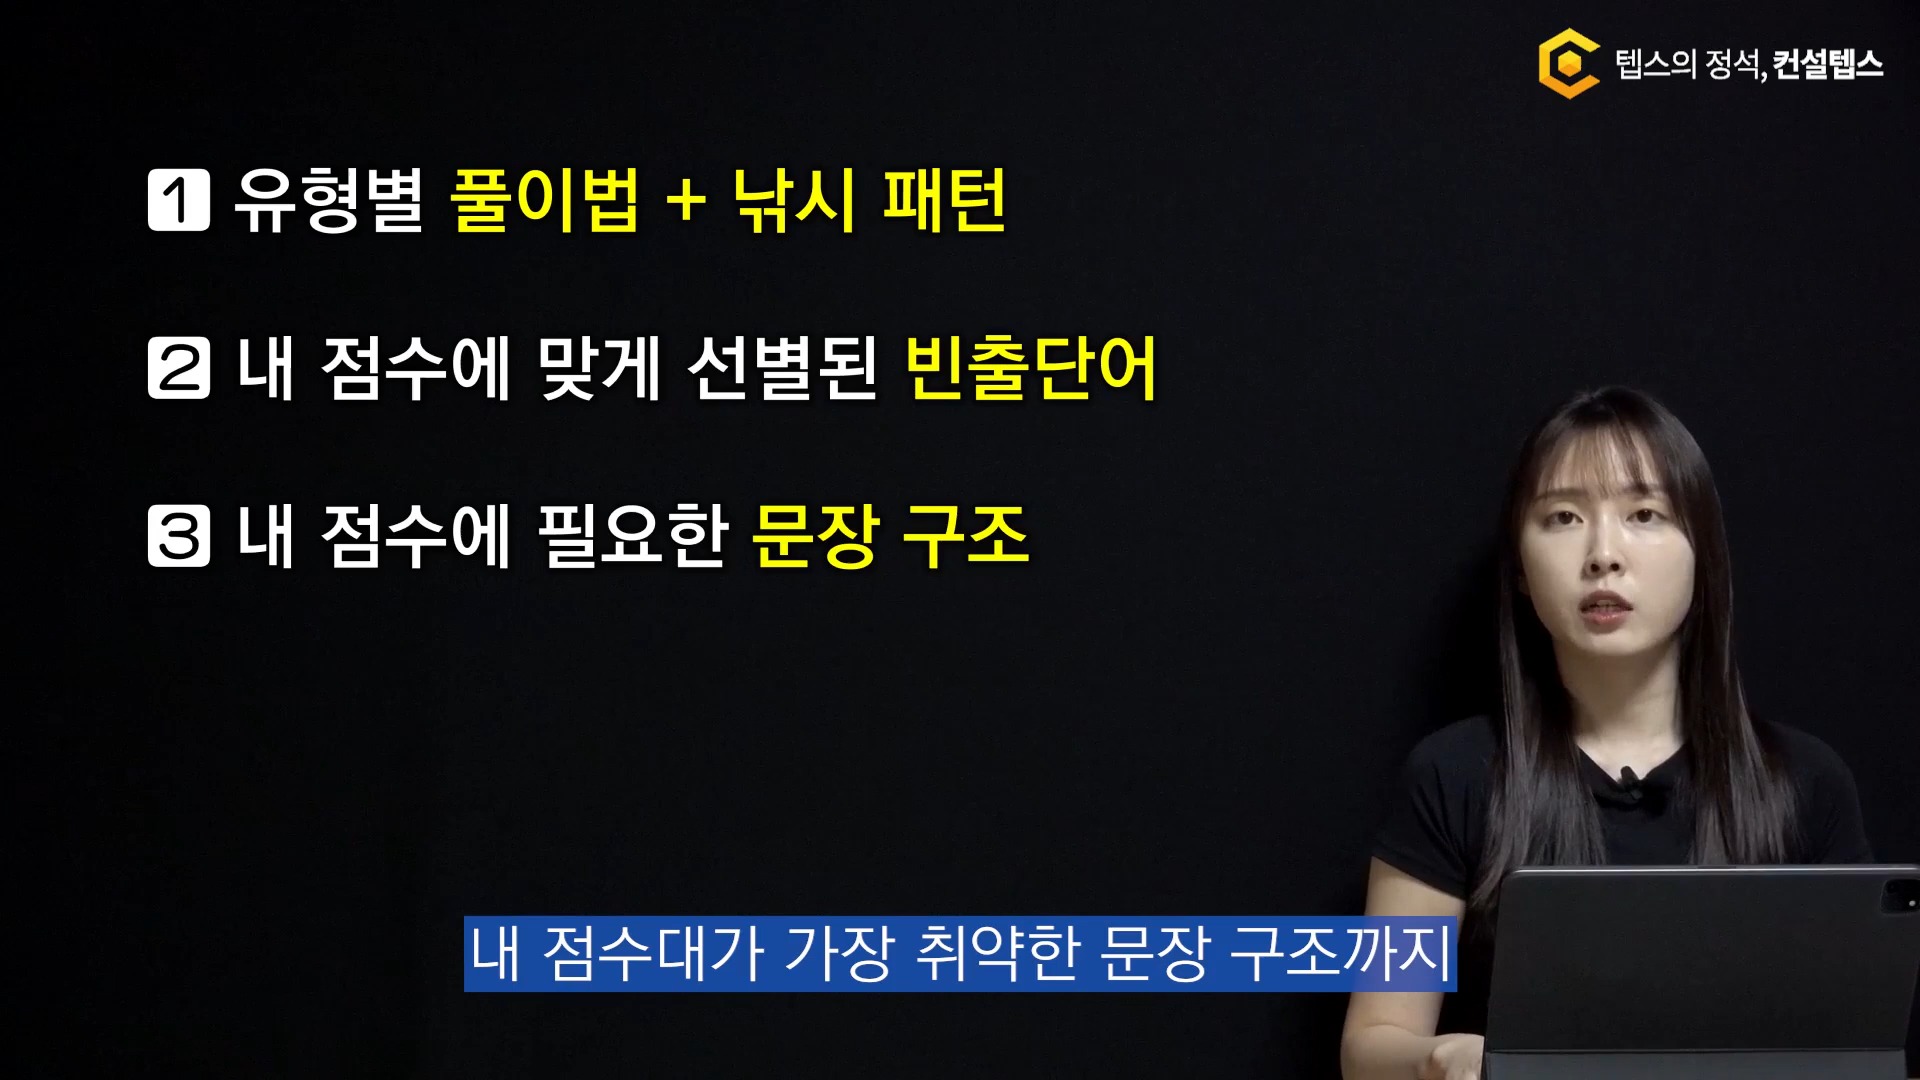 텝스의 정석, 컨설텝스
1 유형별 풀이법 + 낚시 패턴
2 내 점수에 맞게 선별된 빈출단어
3 내 점수에 필요한 문장 구조
내 점수대가 가장 취약한 문장 구조까지